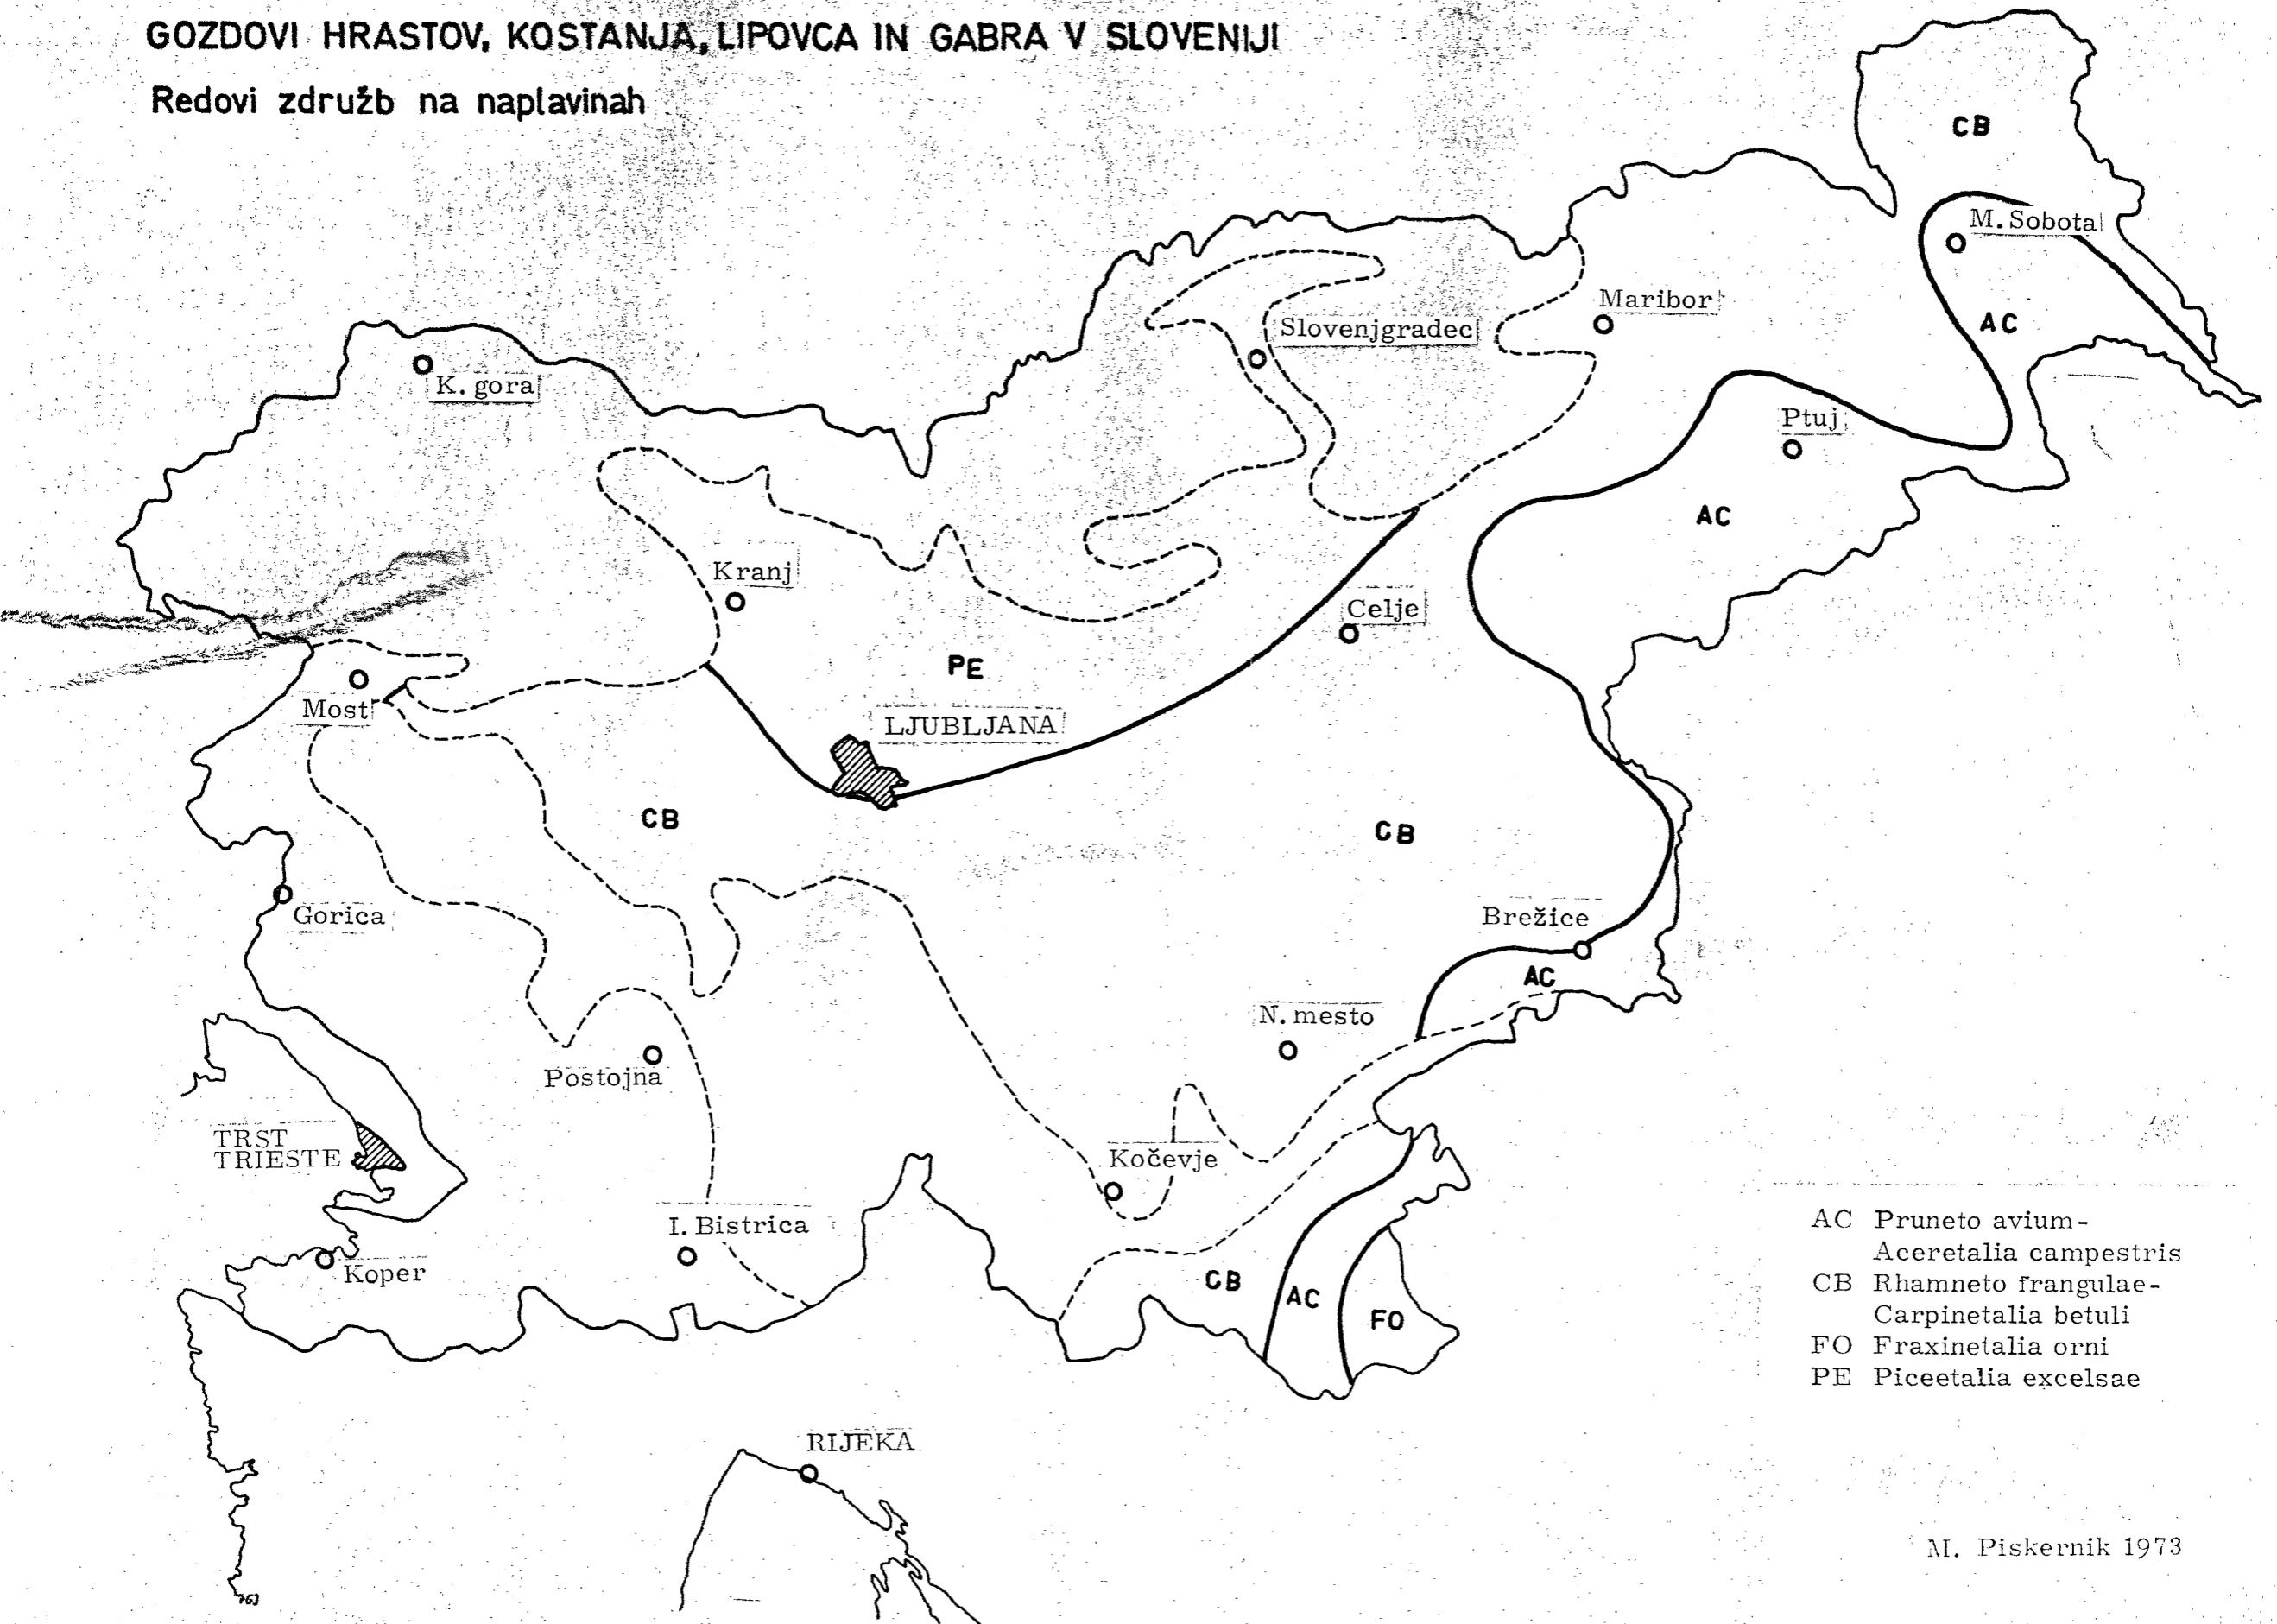 GOZDOVI HRASTOV, KOSTANJA, LIPOVCA IN GABRA V SLOVENIJI
Redovi združb na naplavinah
CB
M. Sobota
AC
Maribor
Slovenjgradec
K. gora
Ptuj
AC
Kranj
Celje
PE
Most
LJUBLJANA
CB
CB
Gorica
Brežice
AC
N. mesto
Postojna
TRST
TRIESTE
Kočevje
I. Bistrica
Koper
CB
AC
FO
AC Pruneto avium-
Aceretalia campestris
CB Rhamneto frangulae-
Carpinetalia betuli
FO Fraxinetalia orni
PE Piceetalia excelsae
RIJEKA
M. Piskernik 1973